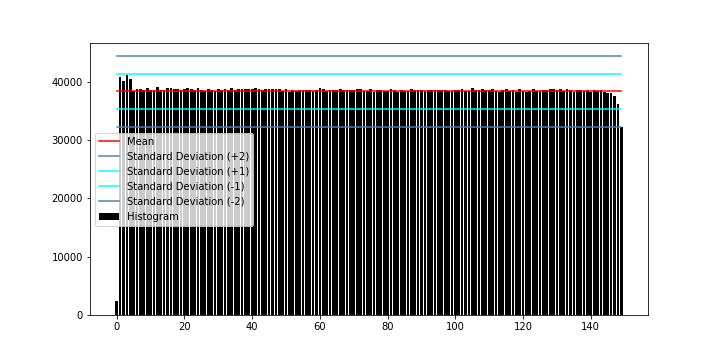 40000
30000
20000
10000
0
Mean
Standard Deviation (+2)
Standard Deviation (+1)
Standard Deviation (-1)
Standard Deviation (-2)
Histogram
0 20 40 60 80 100 120 140